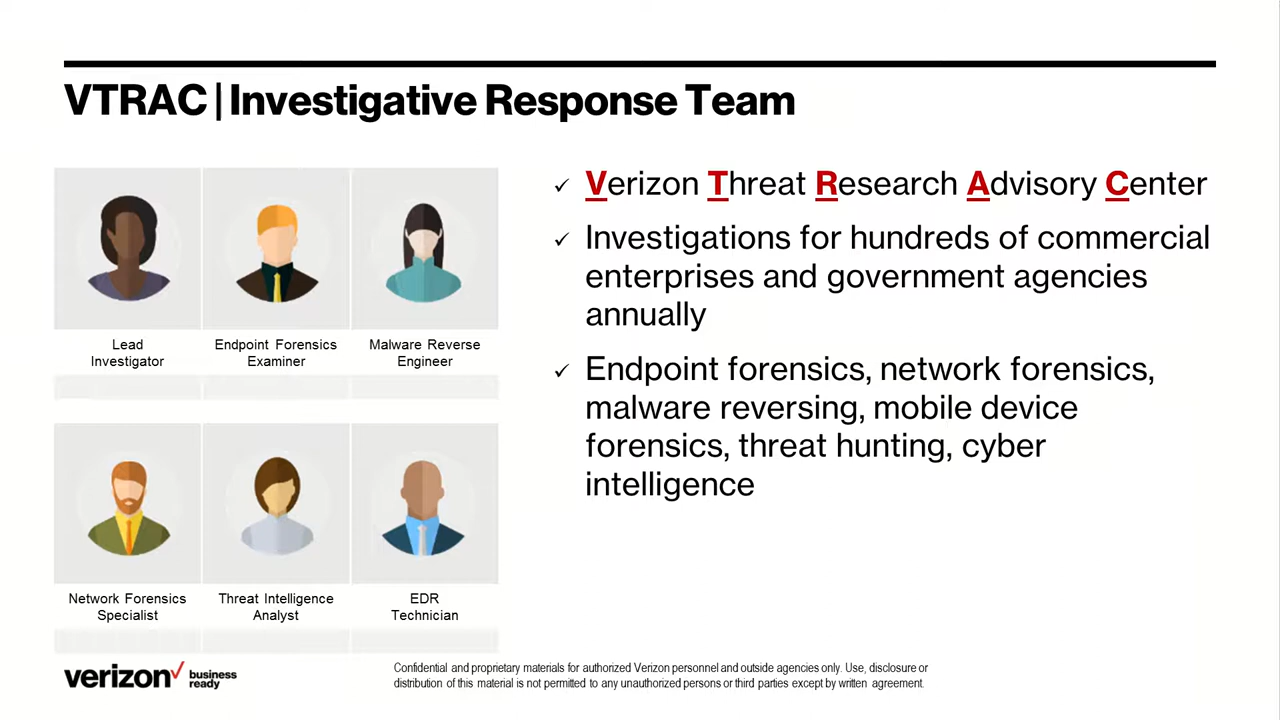 VTRAC | Investigative Response Team
Lead
Investigator
Endpoint Forensics
Examiner
Malware Reverse
Engineer
Network Forensics
Specialist
Threat Intelligence
Analyst
EDR
Technician
✓ Verizon Threat Research Advisory Center
✓ Investigations for hundreds of commercial
enterprises and government agencies
annually
✓ Endpoint forensics, network forensics,
malware reversing, mobile device
forensics, threat hunting, cyber
intelligence
verizon✓ business
ready
Confidential and proprietary materials for authorized Verizon personnel and outside agencies only. Use, disclosure or
distribution of this material is not permitted to any unauthorized persons or third parties except by written agreement.